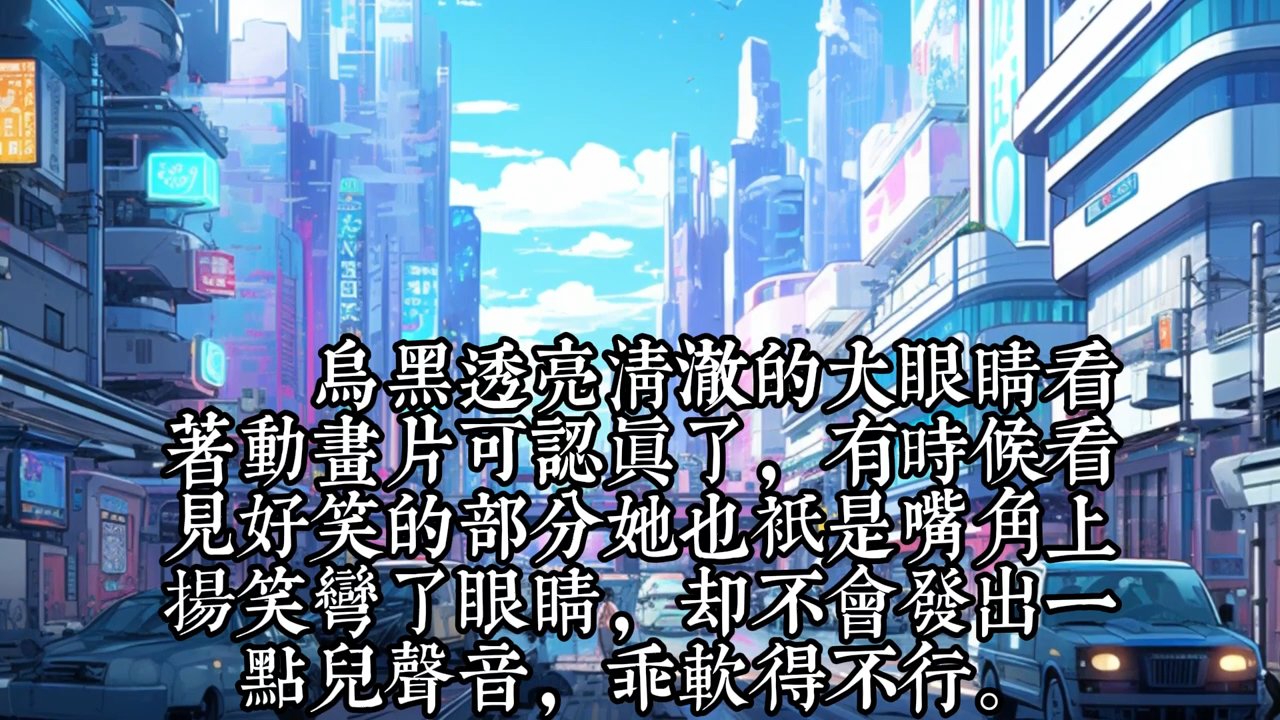 烏黑透亮清澈的大眼睛看
著動畫片可認眞了，有時候看
見好笑的部分她也祇是嘴角上
揚笑彎了眼睛，却不會發出一
點兒聲音，乖軟得不行。